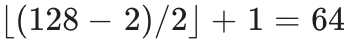 ⌊(128 − 2)/2⌋ + 1 = 64